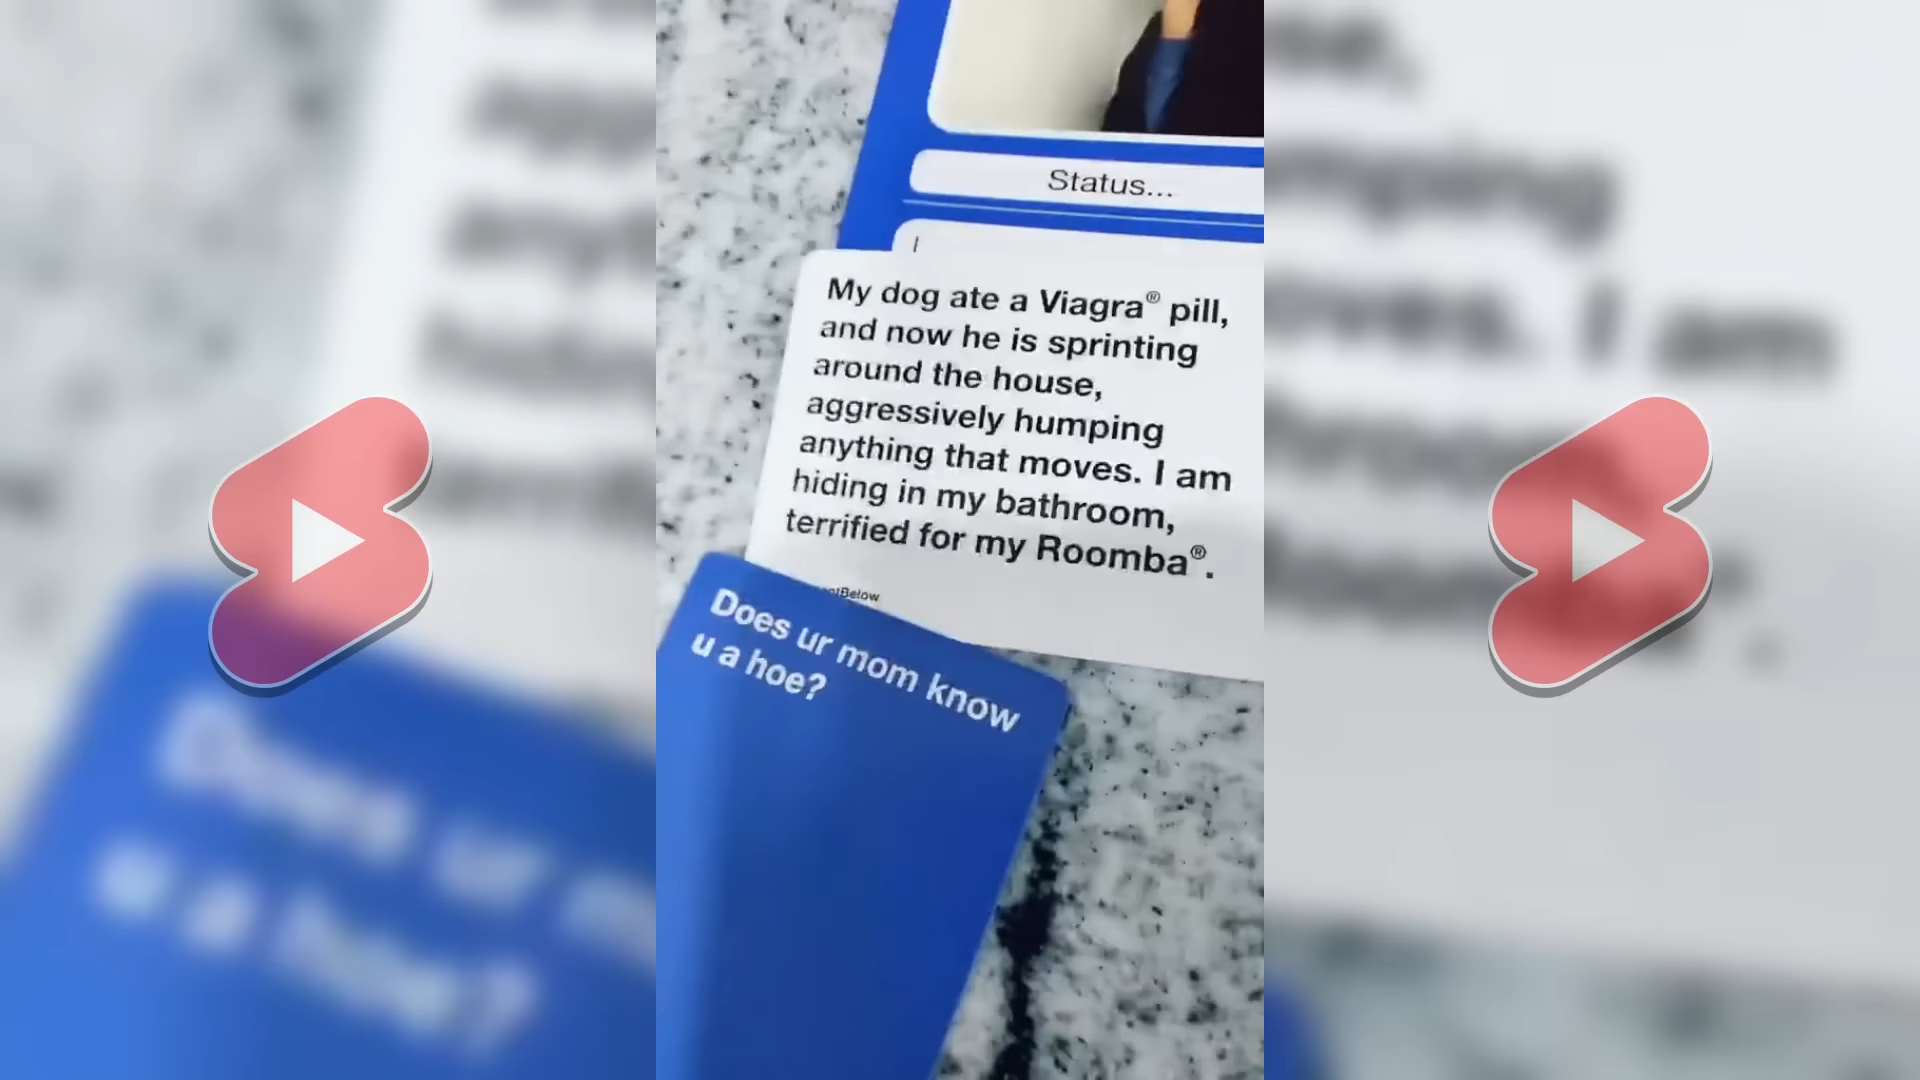 Status...
|
My dog ate a Viagra® pill,
and now he is sprinting
around the house,
aggressively humping
anything that moves. I am
hiding in my bathroom,
terrified for my Roomba®.
Below
Does ur mom know
u a hoe?